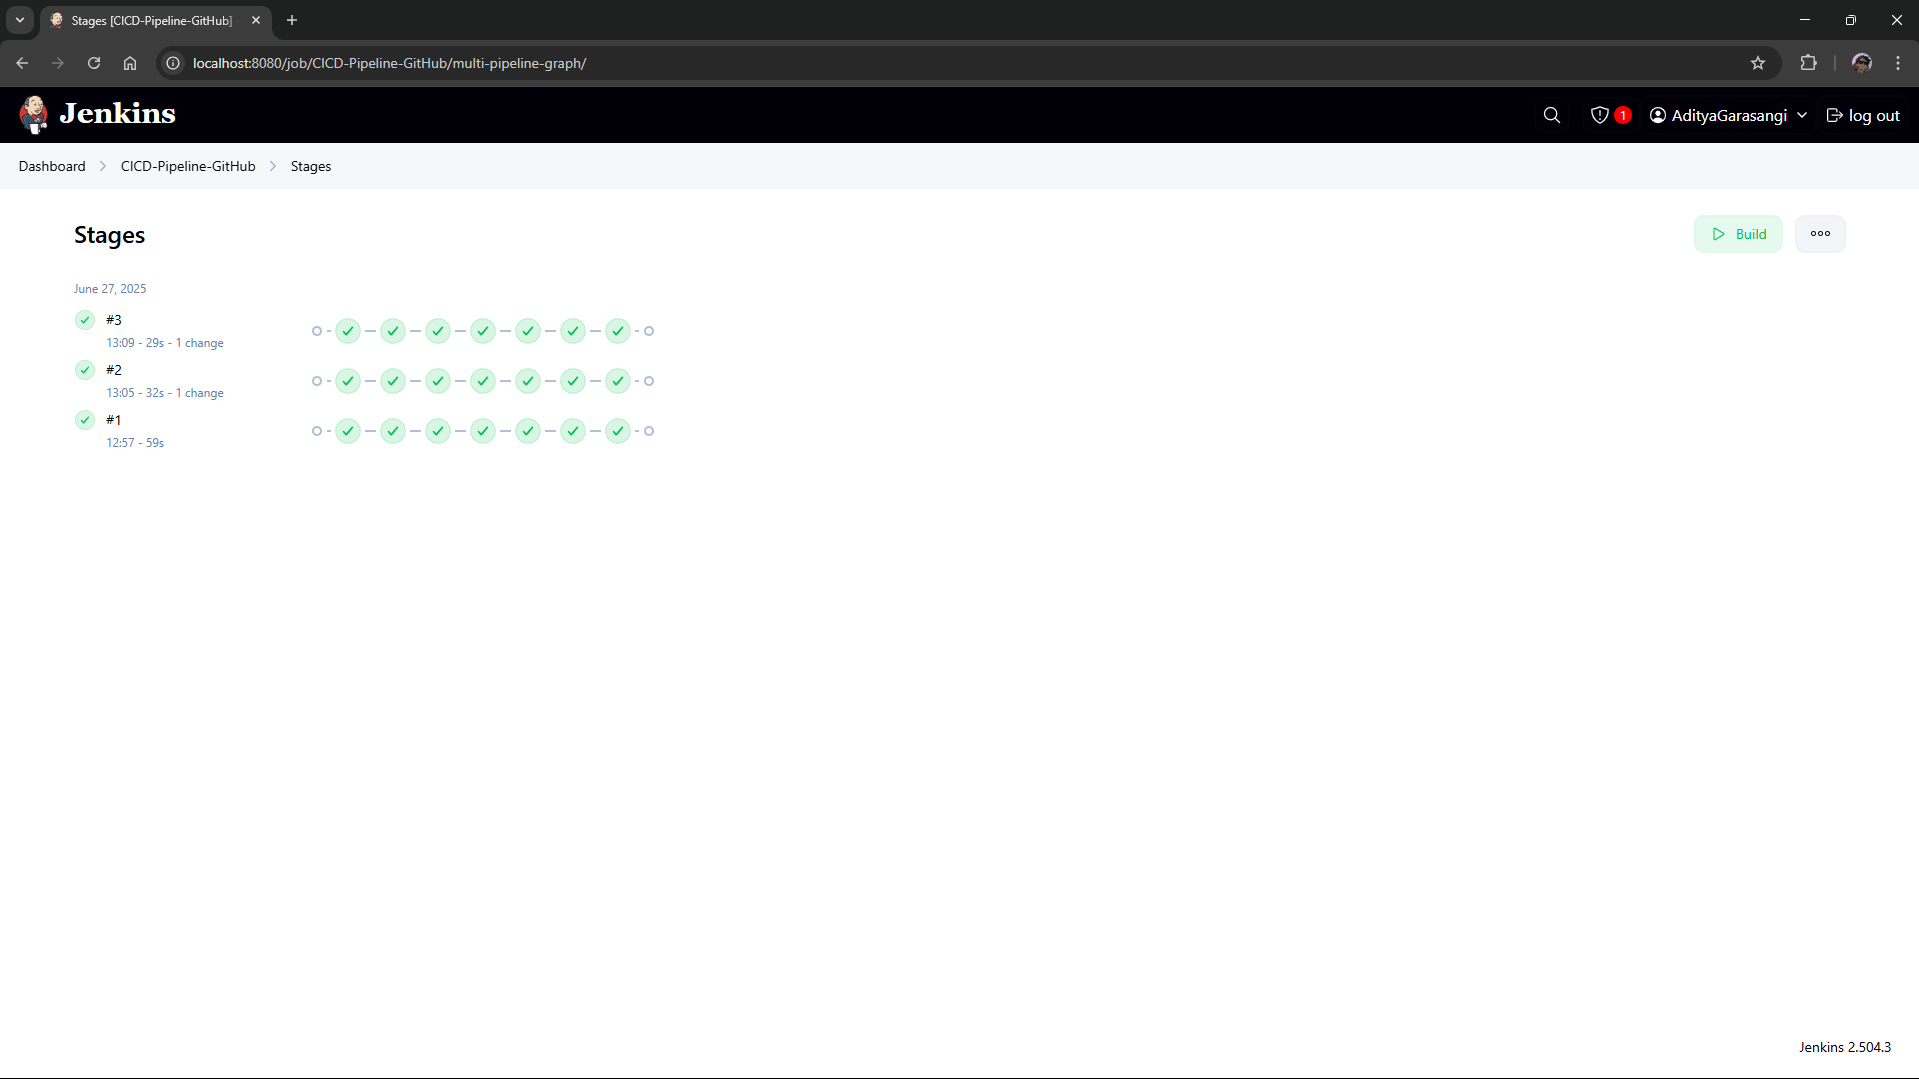 Stages [CICD-Pipeline-GitHub]
localhost:8080/job/CICD-Pipeline-GitHub/multi-pipeline-graph/
Jenkins
1
AdityaGarasangi
log out
Dashboard
CICD-Pipeline-GitHub
Stages
Stages
Build
June 27, 2025
#3
13:09 - 29s - 1 change
#2
13:05 - 32s - 1 change
#1
12:57 - 59s
Jenkins 2.504.3